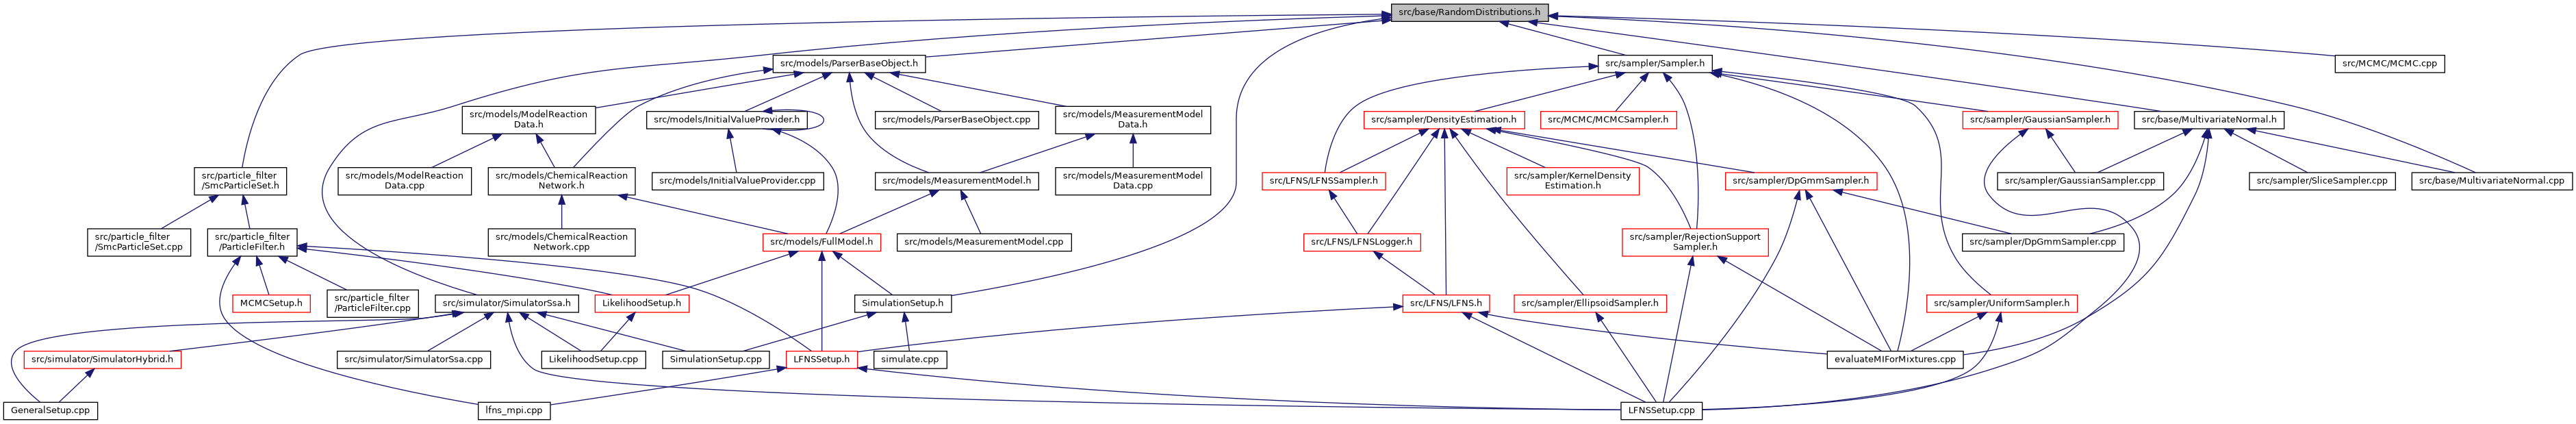 src/base/RandomDistributions.h
src/models/ParserBaseObject.h
src/sampler/Sampler.h
src/MCMC/MCMC.cpp
src/models/ModelReaction
Data.h
src/models/InitialValueProvider.h
src/models/ParserBaseObject.cpp
src/models/MeasurementModel
Data.h
src/sampler/DensityEstimation.h
src/MCMC/MCMCSampler.h
src/sampler/GaussianSampler.h
src/base/MultivariateNormal.h
src/particle_filter
/SmcParticleSet.h
src/models/ModelReaction
Data.cpp
src/models/ChemicalReaction
Network.h
src/models/InitialValueProvider.cpp
src/models/MeasurementModel.h
src/models/MeasurementModel
Data.cpp
src/LFNS/LFNSSampler.h
src/sampler/KernelDensity
Estimation.h
src/sampler/DpGmmSampler.h
src/sampler/GaussianSampler.cpp
src/sampler/SliceSampler.cpp
src/base/MultivariateNormal.cpp
src/particle_filter
/SmcParticleSet.cpp
src/particle_filter
/ParticleFilter.h
src/models/ChemicalReaction
Network.cpp
src/models/FullModel.h
src/models/MeasurementModel.cpp
src/LFNS/LFNSLogger.h
src/sampler/RejectionSupport
Sampler.h
src/sampler/DpGmmSampler.cpp
MCMCSetup.h
src/particle_filter
/ParticleFilter.cpp
src/simulator/SimulatorSsa.h
LikelihoodSetup.h
SimulationSetup.h
src/LFNS/LFNS.h
src/sampler/EllipsoidSampler.h
src/sampler/UniformSampler.h
src/simulator/SimulatorHybrid.h
src/simulator/SimulatorSsa.cpp
LikelihoodSetup.cpp
SimulationSetup.cpp
LFNSSetup.h
simulate.cpp
evaluateMIForMixtures.cpp
GeneralSetup.cpp
lfns_mpi.cpp
LFNSSetup.cpp